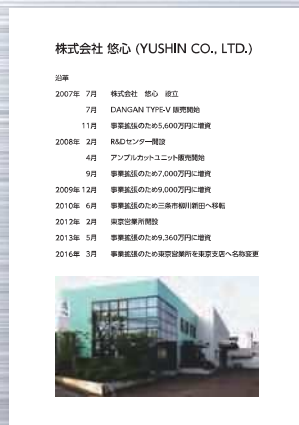 株式会社 悠心 (YUSHIN CO., LTD.)
沿革
2007年 7月 株式会社 悠心 設立
7月 DANGAN TYPE-V 販売開始
11月 事業拡張のため5,600万円に増資
2008年 2月 R&Dセンター開設
4月 アンプルカットユニット販売開始
9月 事業拡張のため7,000万円に増資
2009年 12月 事業拡張のため9,000万円に増資
2010年 6月 事業拡張のため三条市柳川新田へ移転
2012年 2月 東京営業所開設
2013年 5月 事業拡張のため9,360万円に増資
2016年 3月 事業拡張のため東京営業所を東京支店へ名称変更